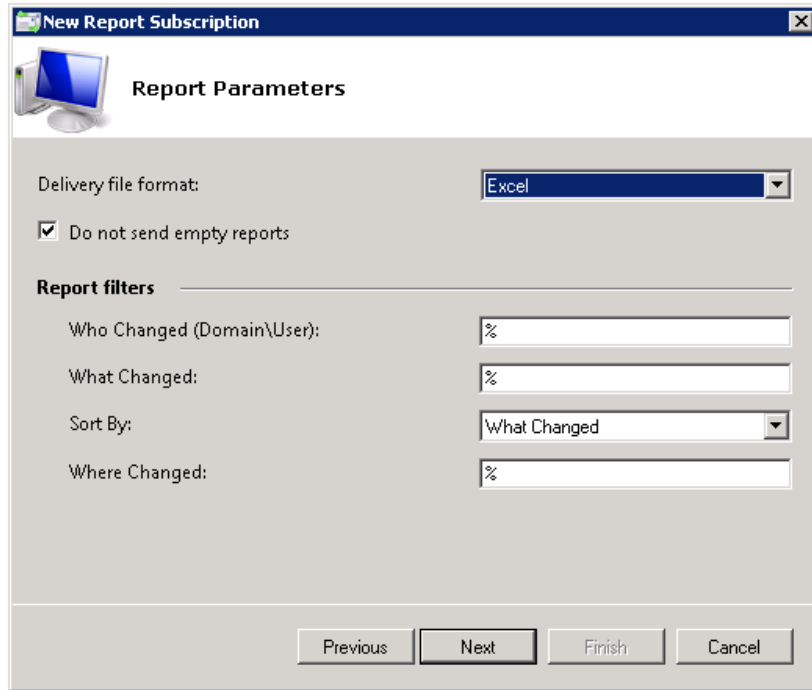 New Report Subscription
Report Parameters
Delivery file format: Excel
Do not send empty reports
Report filters
Who Changed (Domain\User): %
What Changed: %
Sort By: What Changed
Where Changed: %
Previous Next Finish Cancel